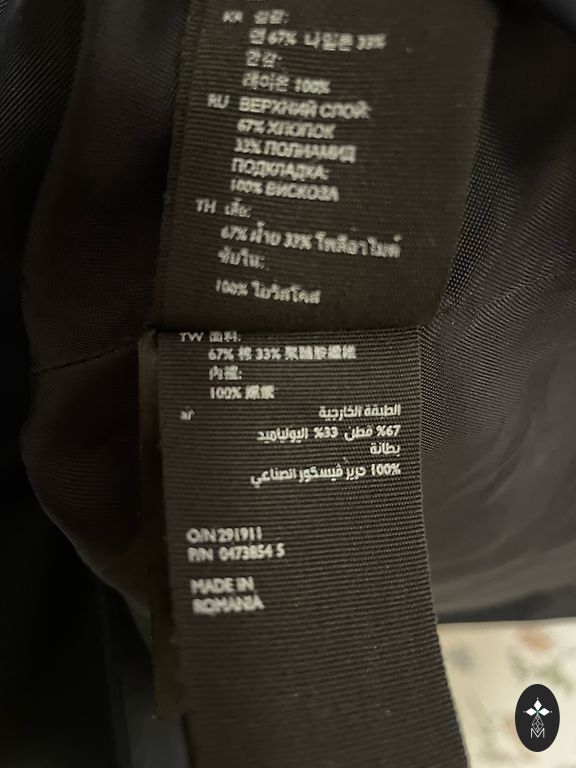 KR 겉감:
면 67% 나일론 33%
안감:
레이온 100%
RU ВЕРХНИЙ СЛОЙ:
67% ХЛОПОК
33% ПОЛИАМИД
ПОДКЛАДКА:
100% ВИСКОЗА
TH เสื้อ:
67% ฝ้าย 33% โพลีอาไมด์
ซับใน:
100% ใยวิสโคส
TW 面料:
67% 棉 33% 聚醯胺纖維
內裡:
100% 嫘縈
ar الطبقة الخارجية
67% قطن 33% اليولياميد
بطانة
100% حرير فيسكوز الصناعي
O/N 291911
P/N 0473854 5
MADE IN
ROMANIA
M